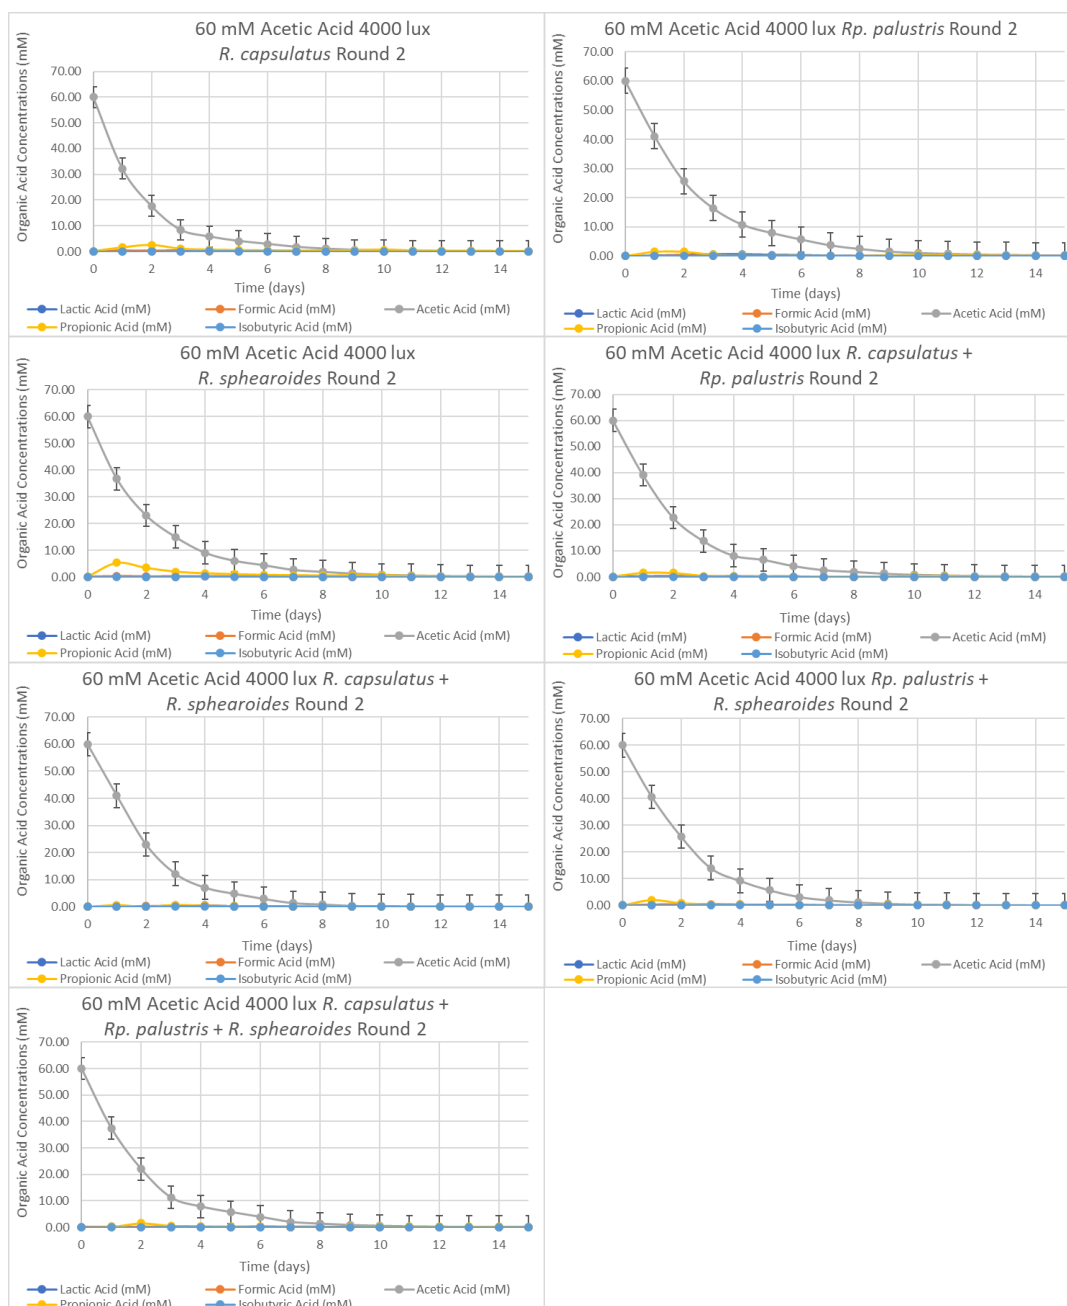 60 mM Acetic Acid 4000 lux
R. capsulatus Round 2
Organic Acid Concentrations (mM)
70.00
60.00
50.00
40.00
30.00
20.00
10.00
0.00
0 2 4 6 8 10 12 14
Time (days)
Lactic Acid (mM) Formic Acid (mM) Acetic Acid (mM)
Propionic Acid (mM) Isobutyric Acid (mM)
60 mM Acetic Acid 4000 lux Rp. palustris Round 2
Organic Acid Concentrations (mM)
70.00
60.00
50.00
40.00
30.00
20.00
10.00
0.00
0 2 4 6 8 10 12 14
Time (days)
Lactic Acid (mM) Formic Acid (mM) Acetic Acid (mM)
Propionic Acid (mM) Isobutyric Acid (mM)
60 mM Acetic Acid 4000 lux
R. sphearoides Round 2
Organic Acid Concentrations (mM)
70.00
60.00
50.00
40.00
30.00
20.00
10.00
0.00
0 2 4 6 8 10 12 14
Time (days)
Lactic Acid (mM) Formic Acid (mM) Acetic Acid (mM)
Propionic Acid (mM) Isobutyric Acid (mM)
60 mM Acetic Acid 4000 lux R. capsulatus +
Rp. palustris Round 2
Organic Acid Concentrations (mM)
70.00
60.00
50.00
40.00
30.00
20.00
10.00
0.00
0 2 4 6 8 10 12 14
Time (days)
Lactic Acid (mM) Formic Acid (mM) Acetic Acid (mM)
Propionic Acid (mM) Isobutyric Acid (mM)
60 mM Acetic Acid 4000 lux R. capsulatus +
R. sphearoides Round 2
Organic Acid Concentrations (mM)
70.00
60.00
50.00
40.00
30.00
20.00
10.00
0.00
0 2 4 6 8 10 12 14
Time (days)
Lactic Acid (mM) Formic Acid (mM) Acetic Acid (mM)
Propionic Acid (mM) Isobutyric Acid (mM)
60 mM Acetic Acid 4000 lux Rp. palustris +
R. sphearoides Round 2
Organic Acid Concentrations (mM)
70.00
60.00
50.00
40.00
30.00
20.00
10.00
0.00
0 2 4 6 8 10 12 14
Time (days)
Lactic Acid (mM) Formic Acid (mM) Acetic Acid (mM)
Propionic Acid (mM) Isobutyric Acid (mM)
60 mM Acetic Acid 4000 lux R. capsulatus +
Rp. palustris + R. sphearoides Round 2
Organic Acid Concentrations (mM)
70.00
60.00
50.00
40.00
30.00
20.00
10.00
0.00
0 2 4 6 8 10 12 14
Time (days)
Lactic Acid (mM) Formic Acid (mM) Acetic Acid (mM)
Propionic Acid (mM) Isobutyric Acid (mM)